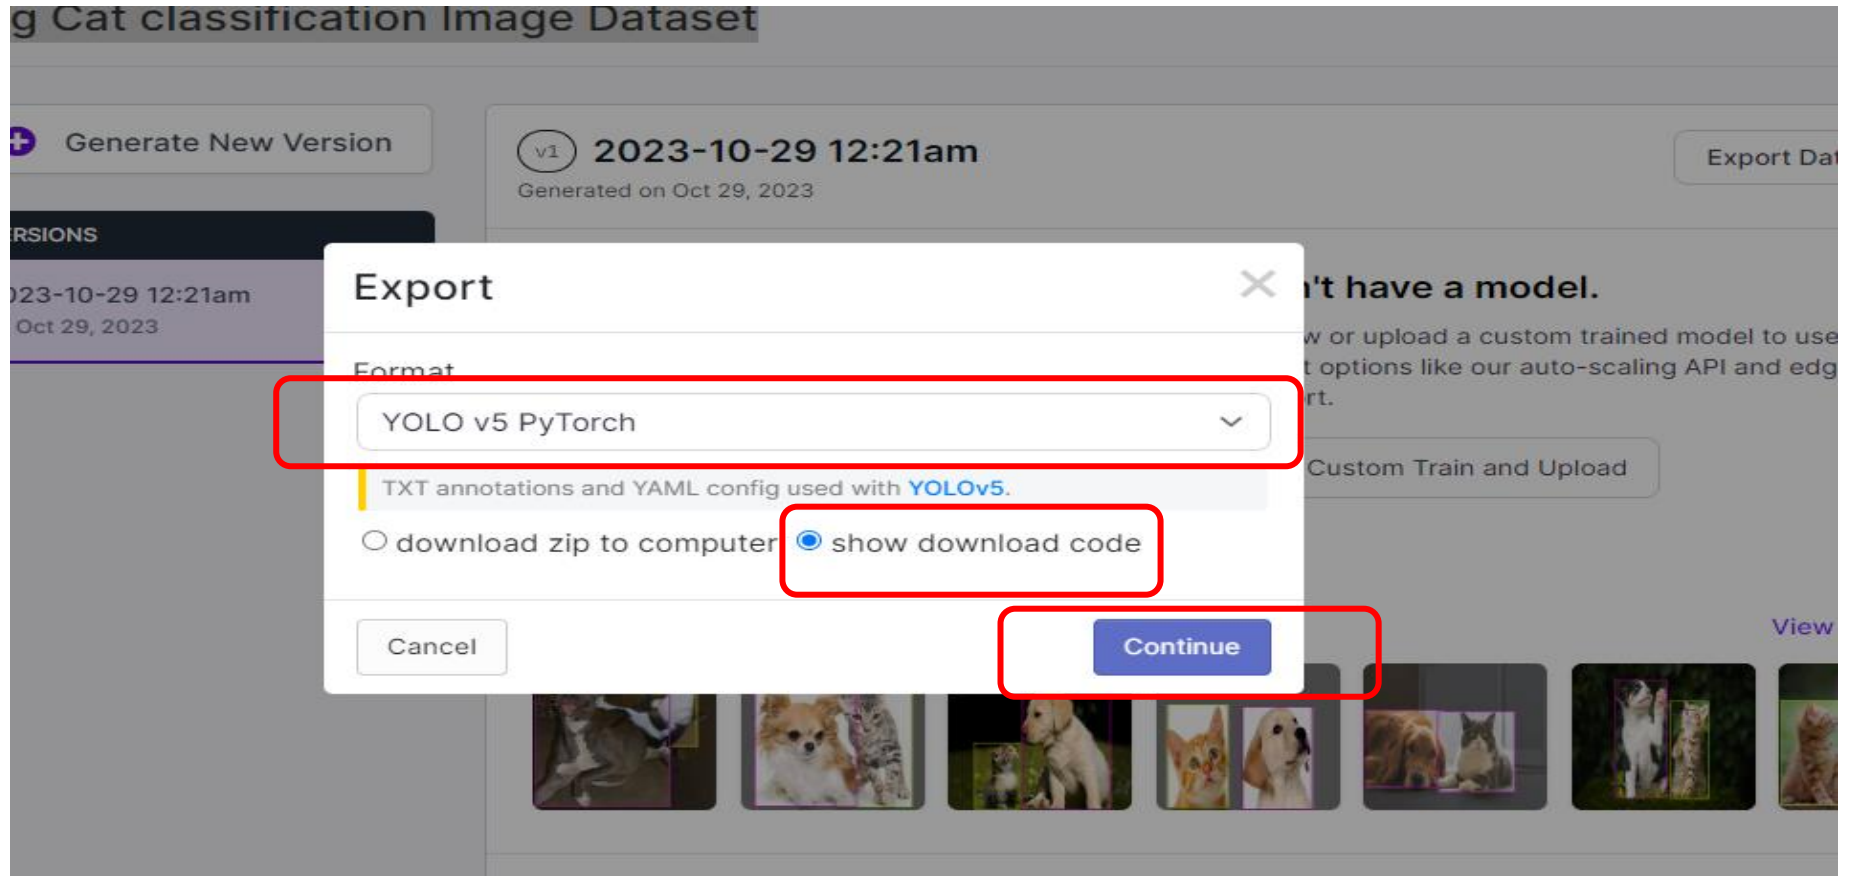 g Cat classification Image Dataset
Generate New Version
v1 2023-10-29 12:21am
Export Dat
Generated on Oct 29, 2023
RSIONS
023-10-29 12:21am
Oct 29, 2023
Export
n't have a model.
w or upload a custom trained model to use
t options like our auto-scaling API and edg
rt.
Format
YOLO v5 PyTorch
Custom Train and Upload
TXT annotations and YAML config used with YOLOv5.
download zip to computer show download code
Cancel
Continue
View